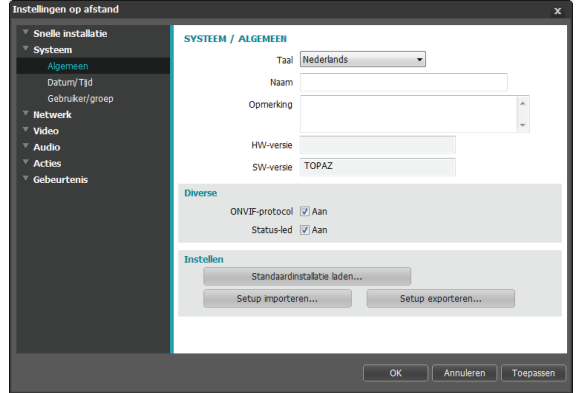 Instellingen op afstand
x
Snelle installatie
Systeem
Algemeen
Datum/Tijd
Gebruiker/groep
Netwerk
Video
Audio
Acties
Gebeurtenis
SYSTEEM / ALGEMEEN
Taal Nederlands
Naam
Opmerking
HW-versie
SW-versie TOPAZ
Diverse
ONVIF-protocol Aan
Status-led Aan
Instellen
Standaardinstallatie laden...
Setup importeren... Setup exporteren...
OK Annuleren Toepassen